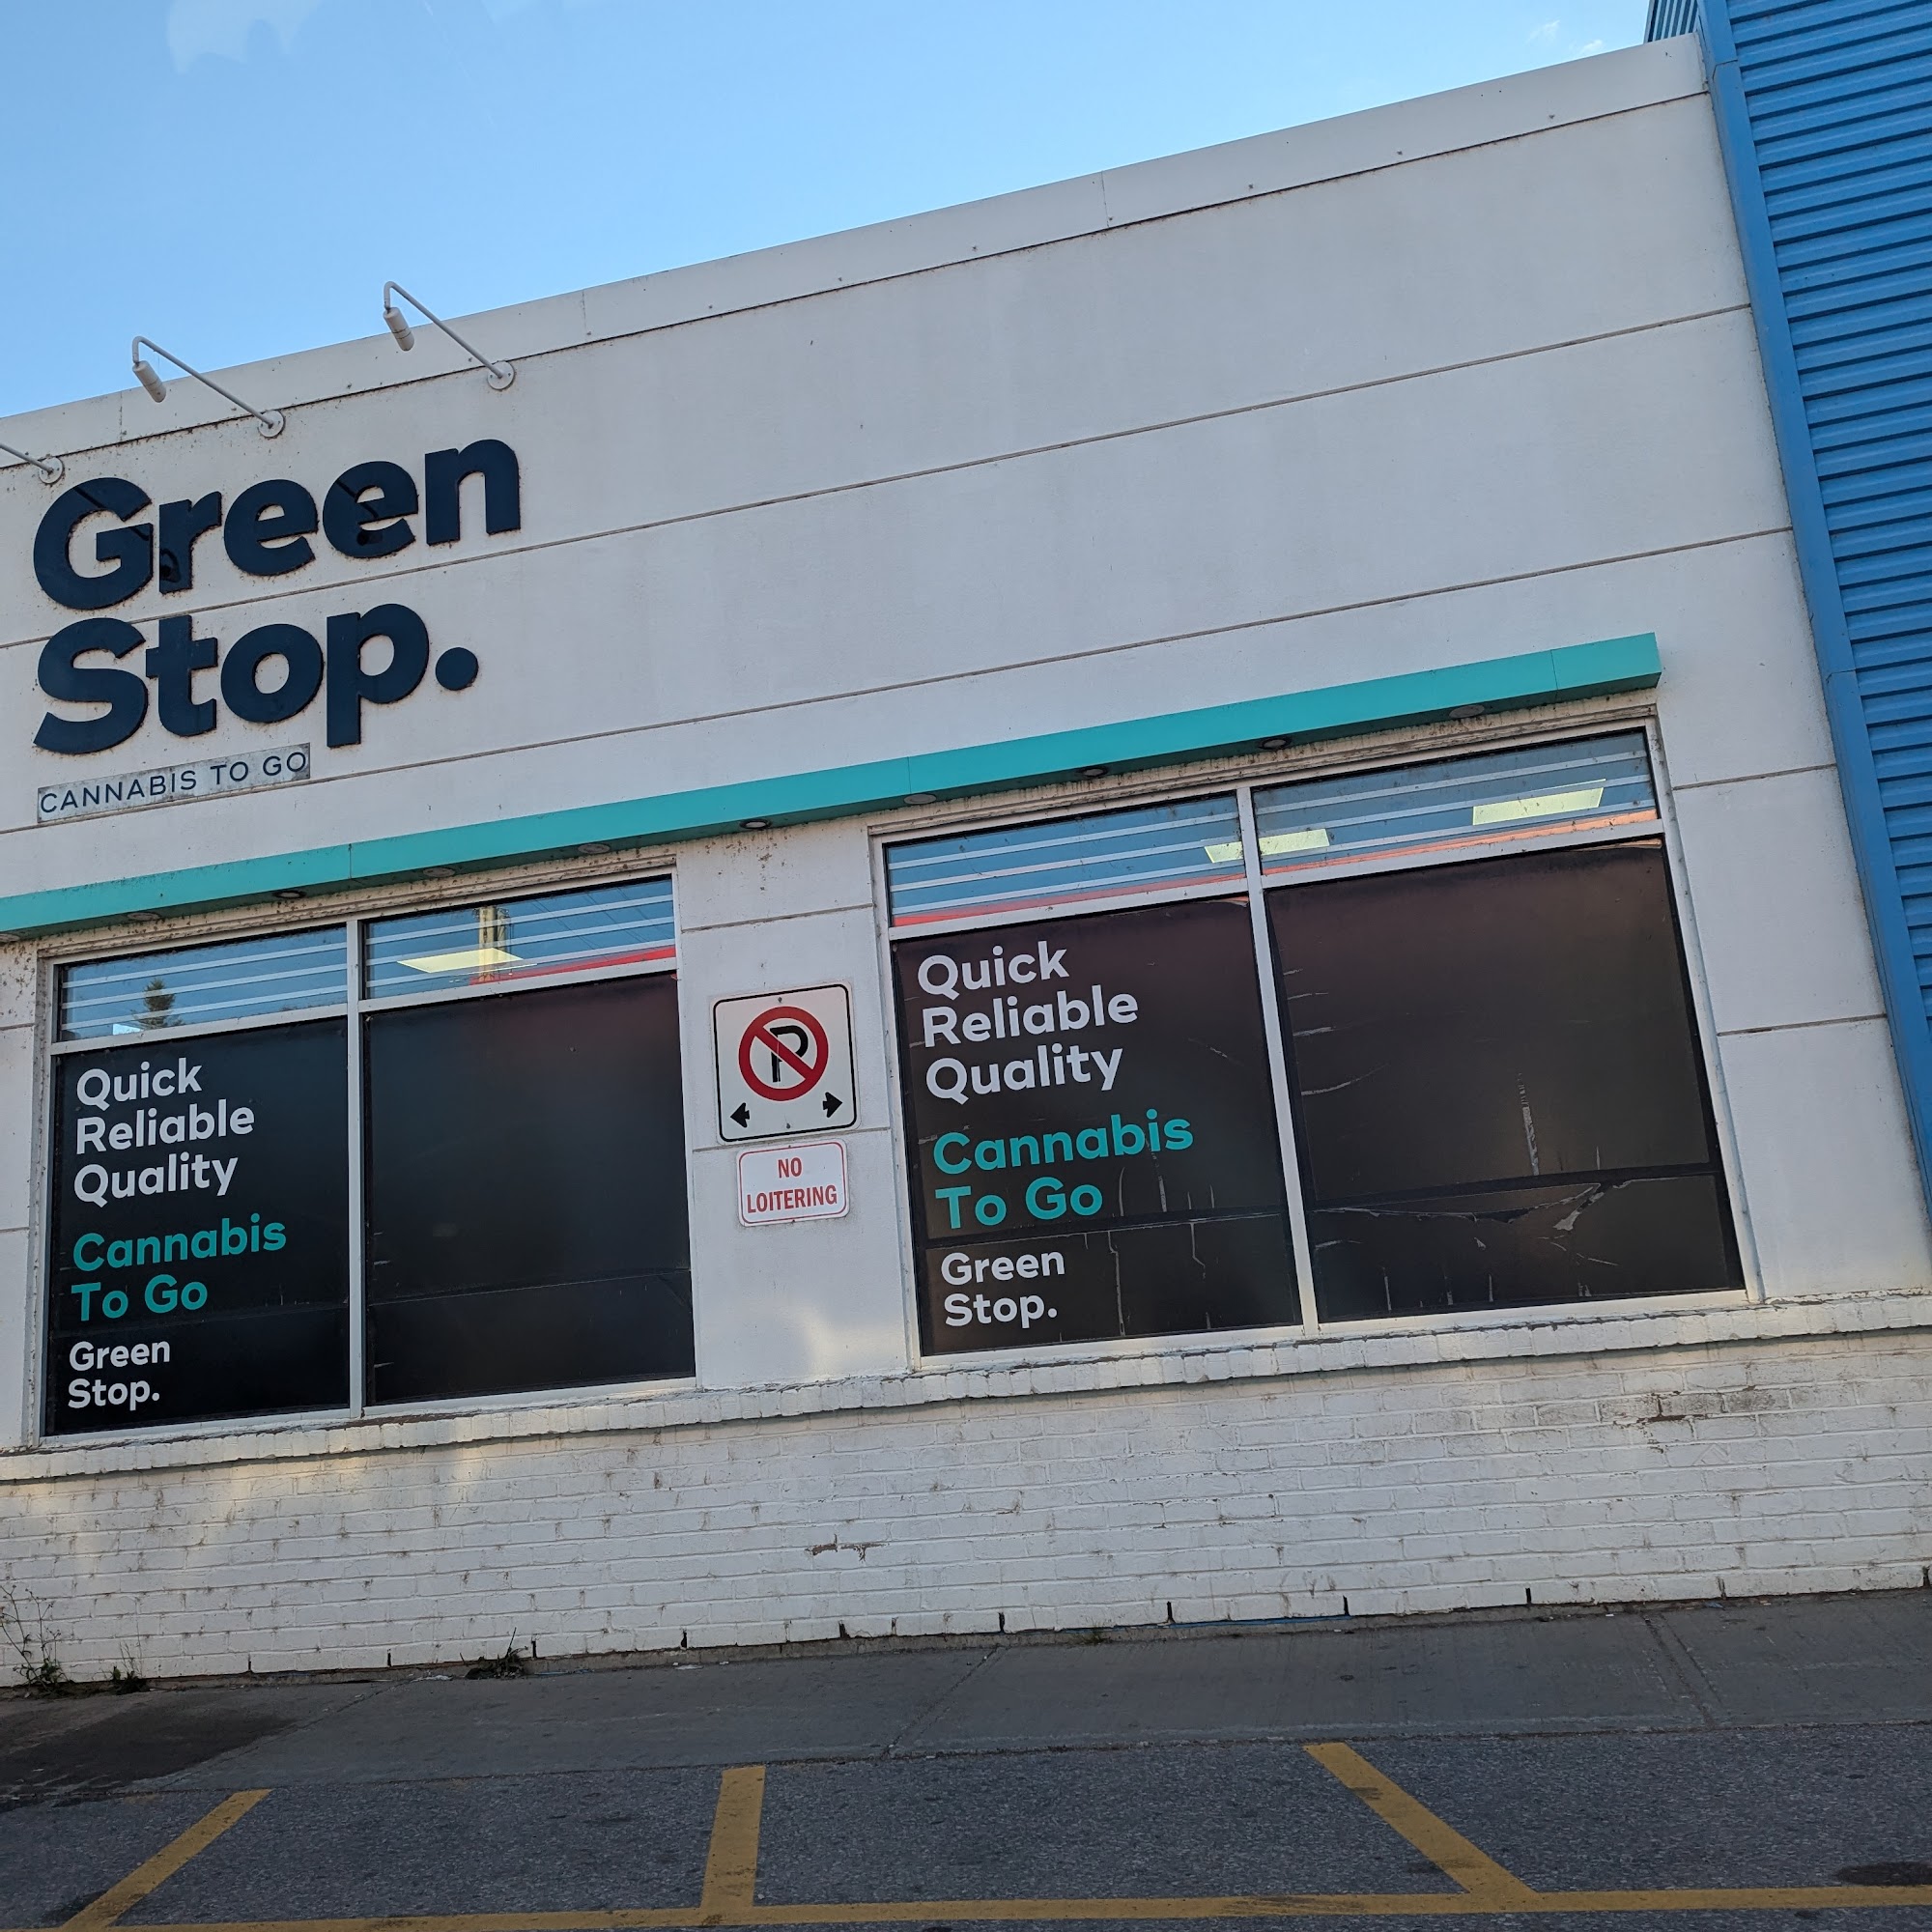 Green
Stop.
CANNABIS TO GO
Quick
Reliable
Quality
Cannabis
To Go
Green
Stop.
P
NO
LOITERING
Quick
Reliable
Quality
Cannabis
To Go
Green
Stop.